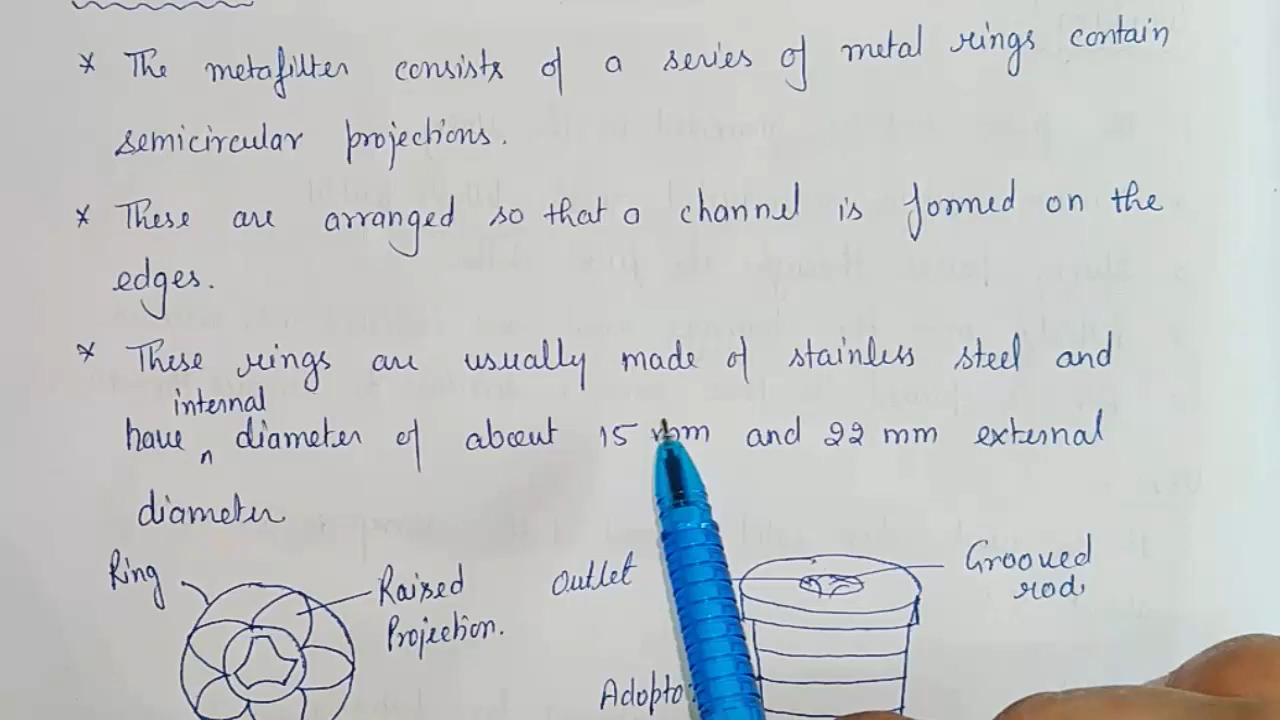 * The metafilter consists of a series of metal rings contain
semicircular projections.
* These are arranged so that a channel is formed on the
edges.
* These rings are usually made of stainless steel and
internal
have ^ diameter of about 15 mm and 22 mm external
diameter
Ring
Raised
Projection.
Outlet
Grooved
rod